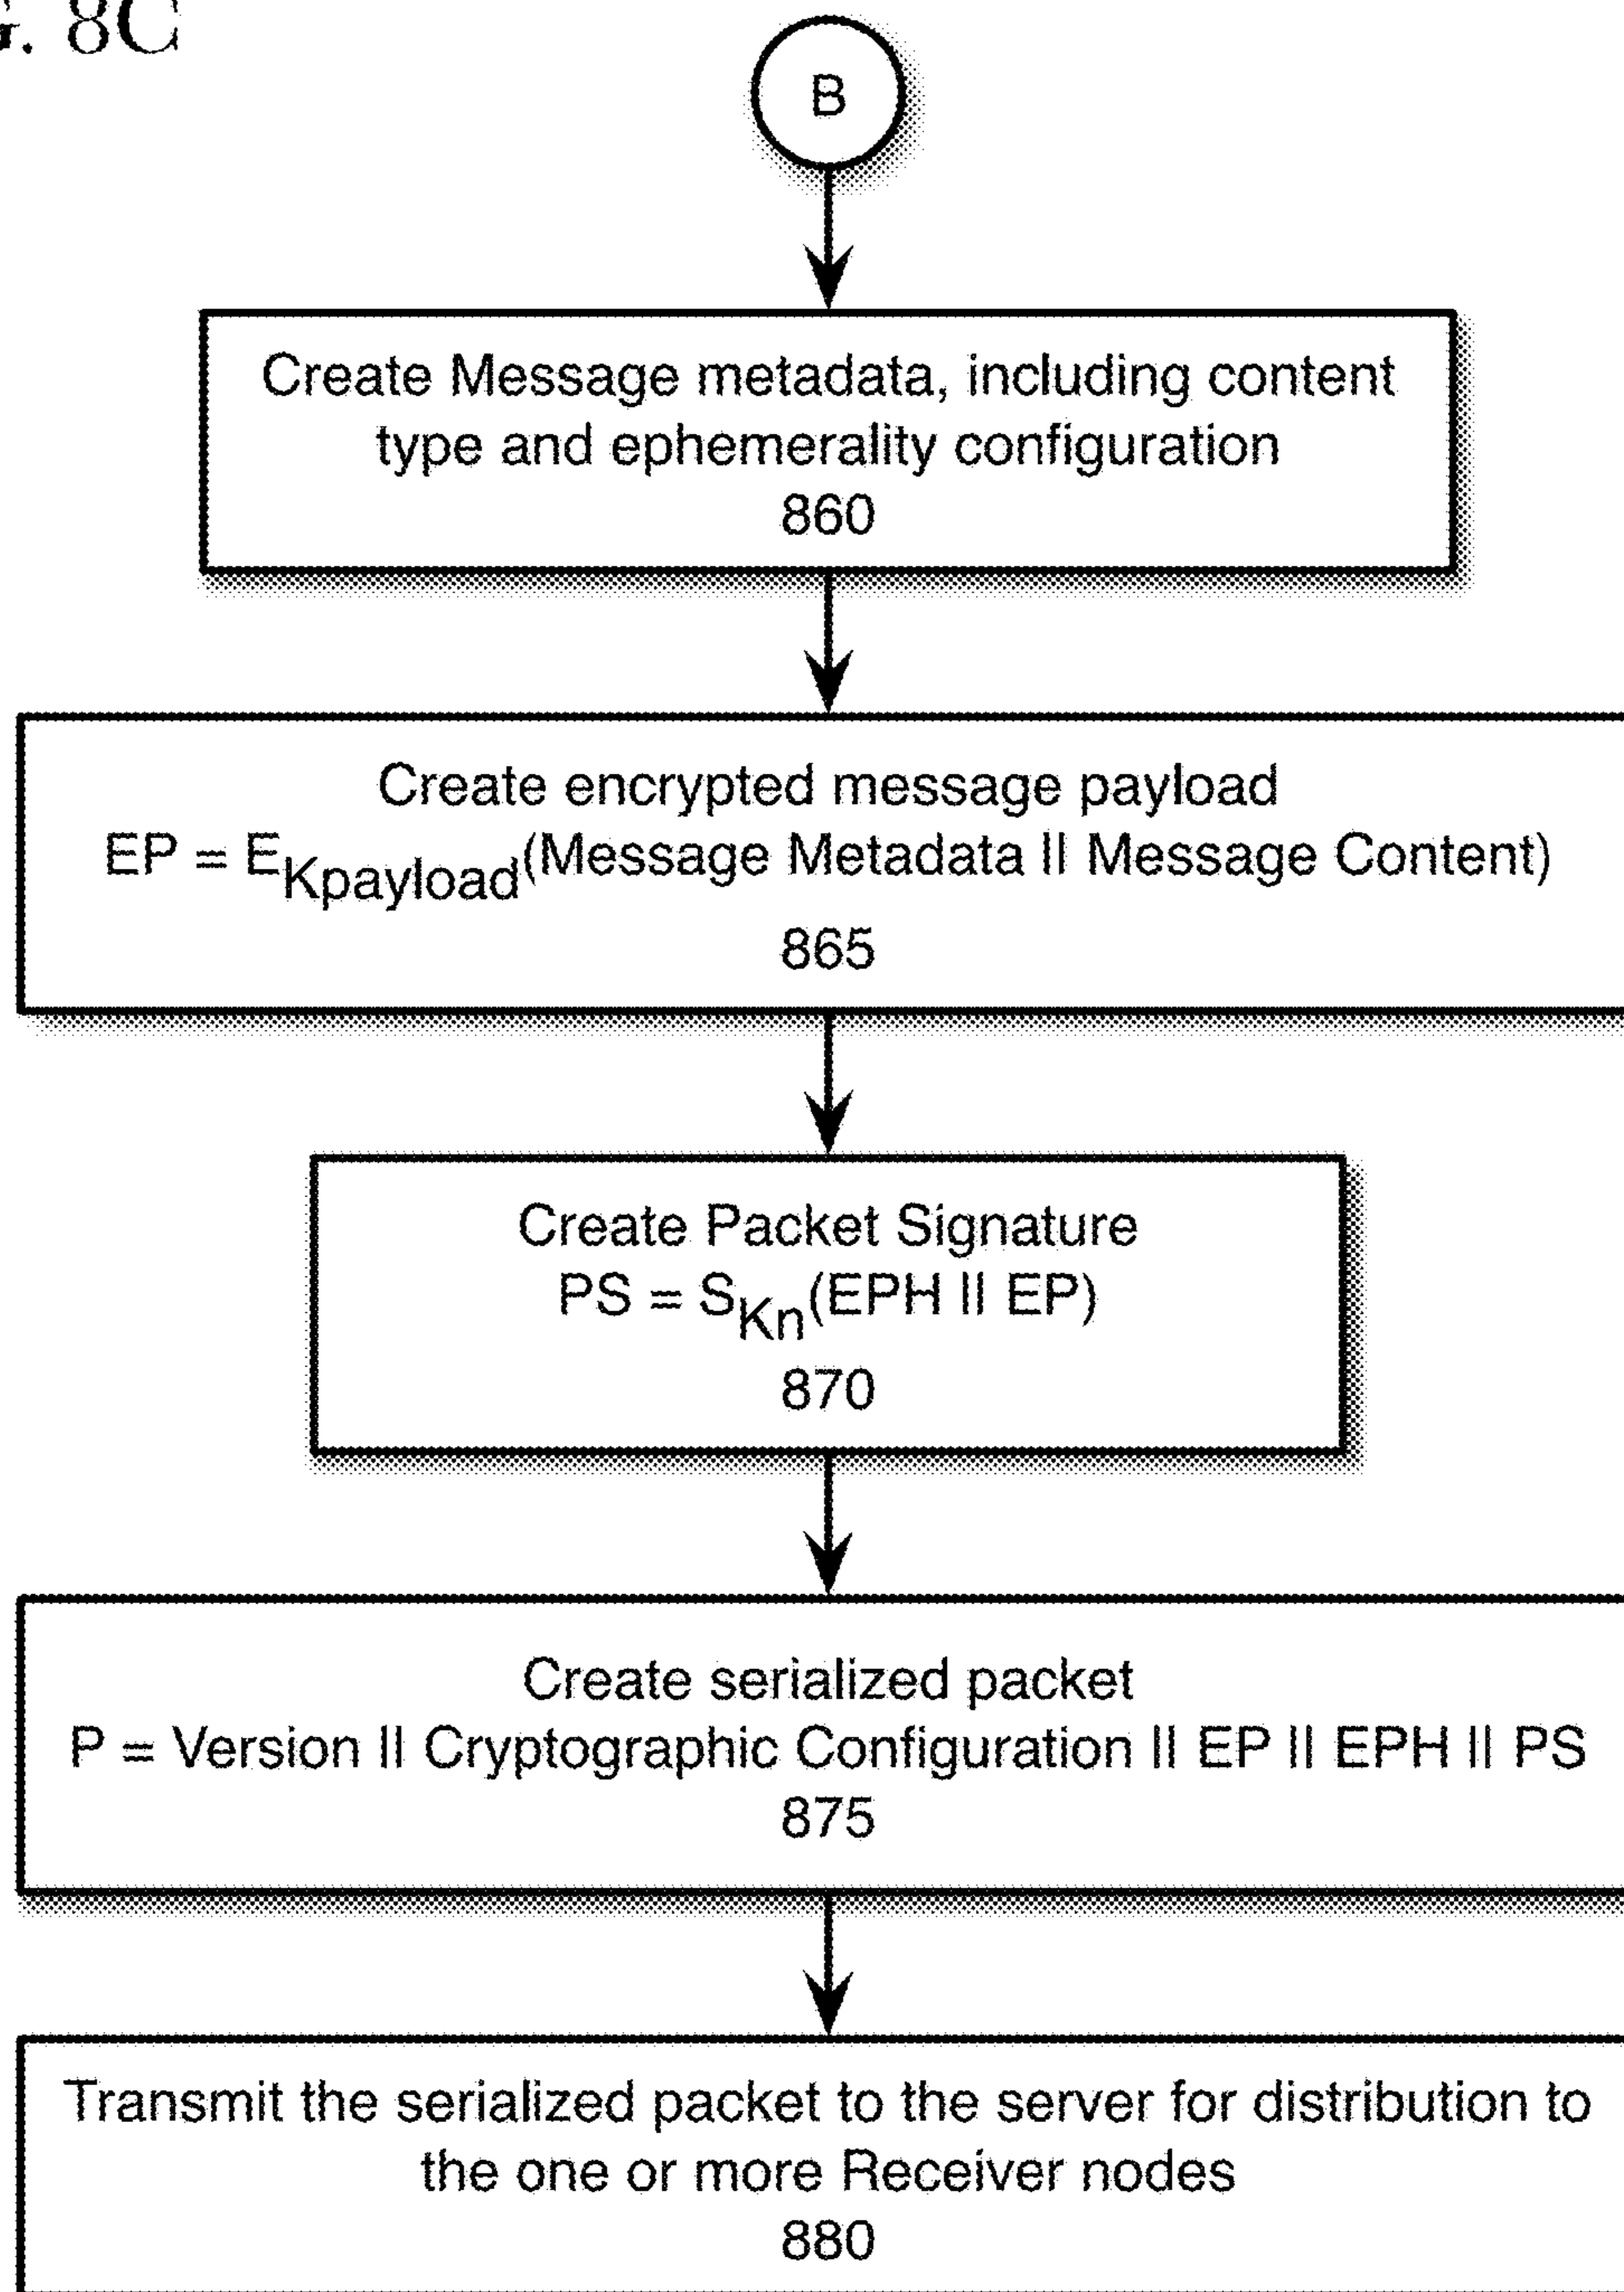 G. 8C
B
Create Message metadata, including content
type and ephemerality configuration
860
Create encrypted message payload
EP = EKpayload(Message Metadata II Message Content)
865
Create Packet Signature
PS = SKn(EPH II EP)
870
Create serialized packet
P = Version II Cryptographic Configuration II EP II EPH II PS
875
Transmit the serialized packet to the server for distribution to
the one or more Receiver nodes
880